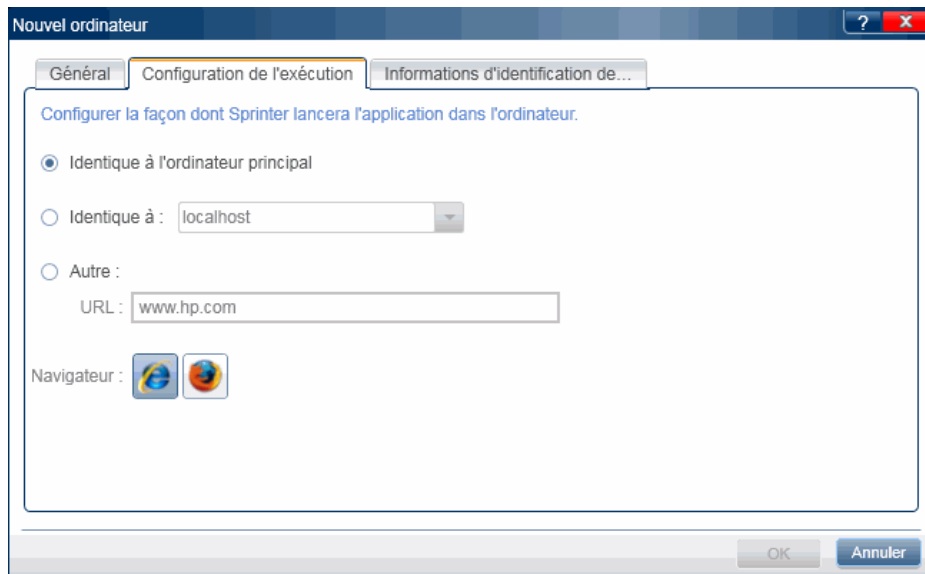 Nouvel ordinateur
?
X
Général
Configuration de l'exécution
Informations d'identification de...
Configurer la façon dont Sprinter lancera l'application dans l'ordinateur.
Identique à l'ordinateur principal
Identique à : localhost
Autre :
URL : www.hp.com
Navigateur :
OK
Annuler